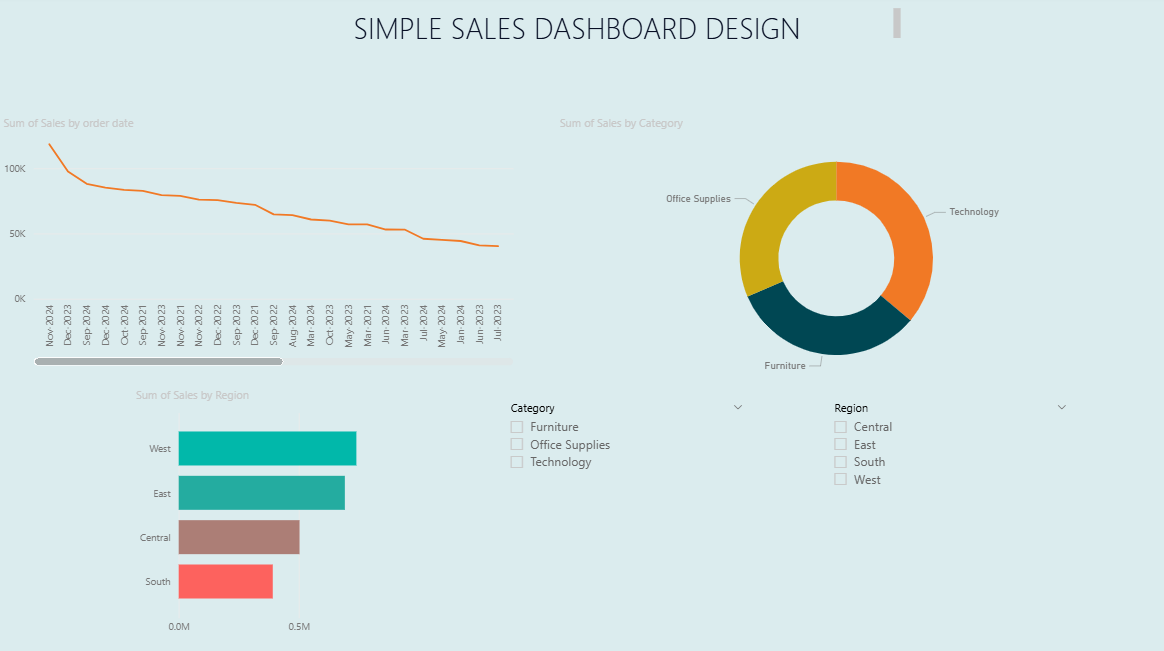 SIMPLE SALES DASHBOARD DESIGN
Sum of Sales by order date
100K
50K
0K
Nov-2024
Dec-2023
Sep-2024
Dec-2024
Oct-2024
Sep-2021
Nov-2023
Nov-2021
Nov-2022
Dec-2022
Sep-2023
Dec-2021
Sep-2022
Aug-2024
Mar-2024
Oct-2023
May-2023
Mar-2021
Jun-2024
Mar-2023
Jul-2024
May-2024
Jan-2024
Jun-2023
Jul-2023
Sum of Sales by Category
Office Supplies
Technology
Furniture
Sum of Sales by Region
West
East
Central
South
0.0M 0.5M
Category
Furniture
Office Supplies
Technology
Region
Central
East
South
West